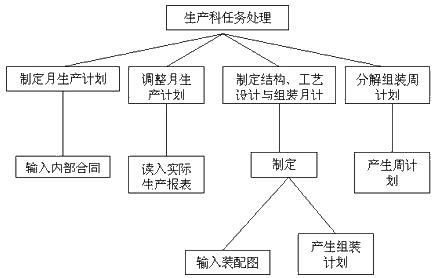 生产科任务处理
制定月生产计划
调整月生
产计划
制定结构、工艺
设计与组装月计
分解组装周
计划
输入内部合同
读入实际
生产报表
制定
产生周计
划
输入装配图
产生组装
计划